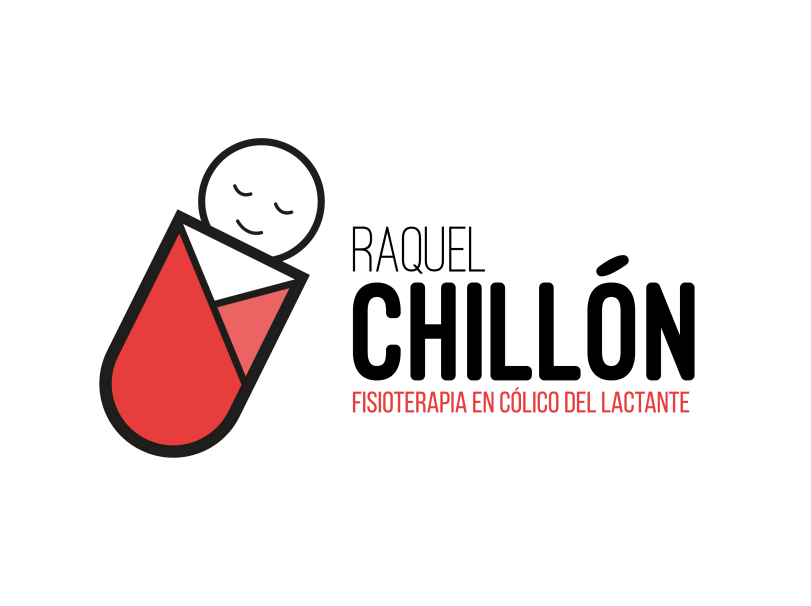 RAQUEL
CHILLÓN
FISIOTERAPIA EN CÓLICO DEL LACTANTE